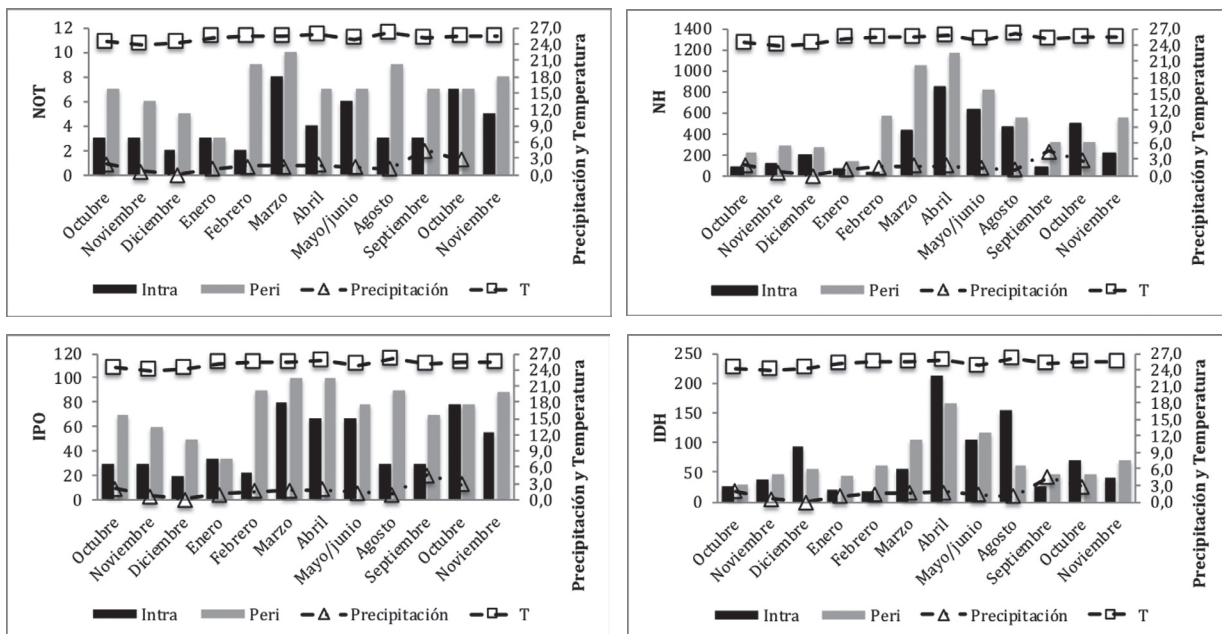 12
10
8
6
4
2
0
NOT
27,0
24,0
21,0
18,0
15,0
12,0
9,0
6,0
3,0
0,0
Precipitación y Temperatura
Octubre
Noviembre
Diciembre
Enero
Febrero
Marzo
Abril
Mayo/junio
Agosto
Septiembre
Octubre
Noviembre
Intra Peri Precipitación T
1400
1200
1000
800
600
400
200
0
NH
27,0
24,0
21,0
18,0
15,0
12,0
9,0
6,0
3,0
0,0
Precipitación y Temperatura
Octubre
Noviembre
Diciembre
Enero
Febrero
Marzo
Abril
Mayo/junio
Agosto
Septiembre
Octubre
Noviembre
Intra Peri Precipitación T
120
100
80
60
40
20
0
IPO
27,0
24,0
21,0
18,0
15,0
12,0
9,0
6,0
3,0
0,0
Precipitación y Temperatura
Octubre
Noviembre
Diciembre
Enero
Febrero
Marzo
Abril
Mayo/junio
Agosto
Septiembre
Octubre
Noviembre
Intra Peri Precipitación T
250
200
150
100
50
0
IDH
27,0
24,0
21,0
18,0
15,0
12,0
9,0
6,0
3,0
0,0
Precipitación y Temperatura
Octubre
Noviembre
Diciembre
Enero
Febrero
Marzo
Abril
Mayo/junio
Agosto
Septiembre
Octubre
Noviembre
Intra Peri Precipitación T